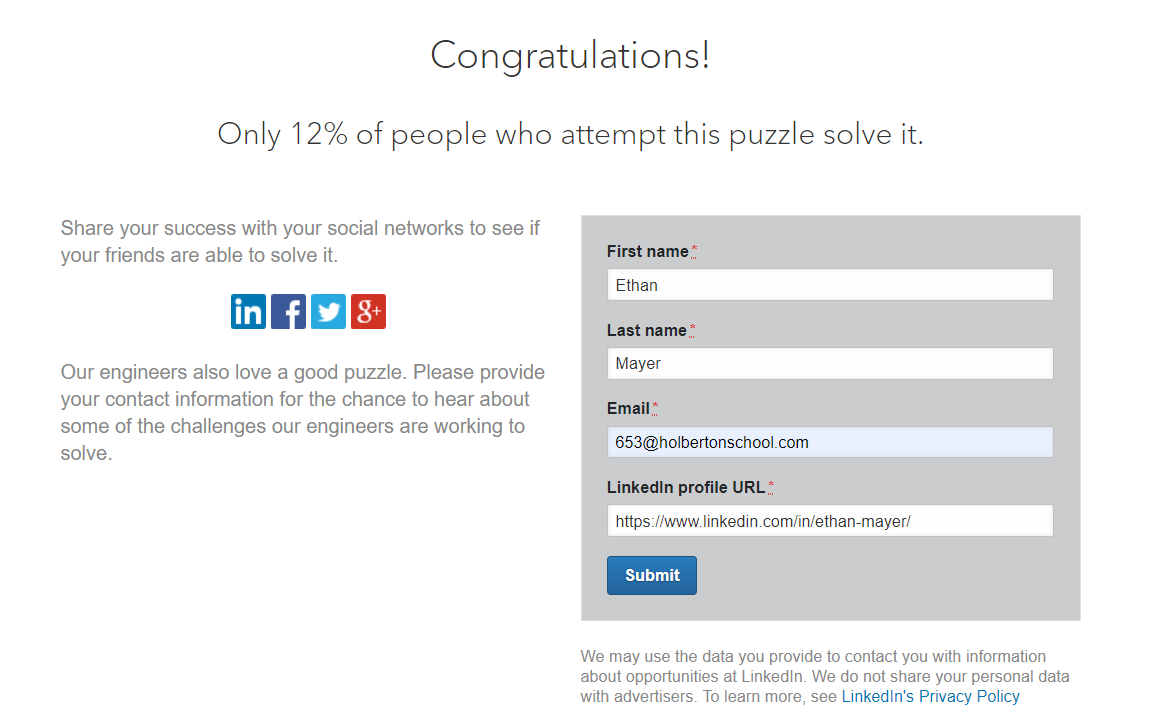 Congratulations!
Only 12% of people who attempt this puzzle solve it.
Share your success with your social networks to see if
your friends are able to solve it.
in f g+
Our engineers also love a good puzzle. Please provide
your contact information for the chance to hear about
some of the challenges our engineers are working to
solve.
First name*
Ethan
Last name*
Mayer
Email*
653@holbertonschool.com
LinkedIn profile URL*
https://www.linkedin.com/in/ethan-mayer/
Submit
We may use the data you provide to contact you with information
about opportunities at LinkedIn. We do not share your personal data
with advertisers. To learn more, see LinkedIn's Privacy Policy